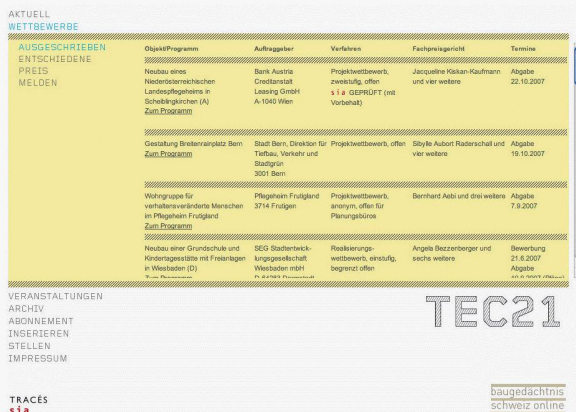 AKTUELL
WETTBEWERBE
AUSGESCHRIEBEN
ENTSCHIEDENE
PREIS
MELDEN
Objekt/Programm Auftraggeber Verfahren Fachpreisgericht Termine
Neubau eines Bank Austria Projektwettbewerb, Jacqueline Kiskan-Kaufmann Abgabe
Niederösterreichischen Creditanstalt zweistufig, offen und vier weitere 22.10.2007
Landespflegeheims in Leasing GmbH sia GEPRÜFT (mit
Scheiblingkirchen (A) A-1040 Wien Vorbehalt)
Zum Programm
Gestaltung Breitenrainplatz Bern Stadt Bern, Direktion für Projektwettbewerb, offen Sibylle Aubort Raderschall und Abgabe
Zum Programm Tiefbau, Verkehr und vier weitere 19.10.2007
Stadtgrün
3001 Bern
Wohngruppe für Pflegeheim Frutigland Projektwettbewerb, Bernhard Aebi und drei weitere Abgabe
verhaltensveränderte Menschen 3714 Frutigen anonym, offen für 7.9.2007
im Pflegeheim Frutigland Planungsbüros
Zum Programm
Neubau einer Grundschule und SEG Stadtentwick- Realisierungs- Angela Bezzenberger und Bewerbung
Kindertagesstätte mit Freianlagen lungsgesellschaft wettbewerb, einstufig, sechs weitere 21.6.2007
in Wiesbaden (D) Wiesbaden mbH begrenzt offen Abgabe
Zum Programm
VERANSTALTUNGEN
ARCHIV
ABONNEMENT
INSERIEREN
STELLEN
IMPRESSUM
TEC21
TRACÉS
sia
baugedächtnis
schweiz online